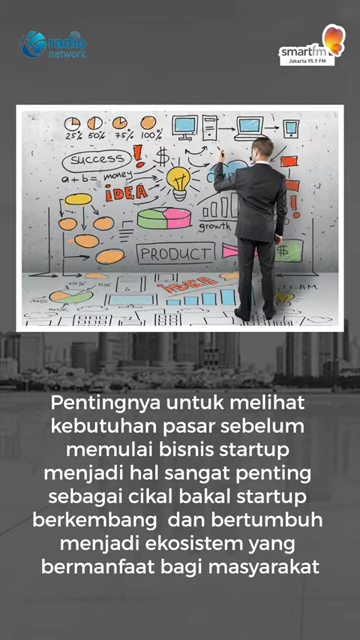 radio
network
smartfm
Jakarta 95.9 FM
25% 50% 75% 100%
SUCCESS!
$
a+b= money
IDEA
growth
PRODUCT
$
IDEA
Pentingnya untuk melihat
kebutuhan pasar sebelum
memulai bisnis startup
menjadi hal sangat penting
sebagai cikal bakal startup
berkembang dan bertumbuh
menjadi ekosistem yang
bermanfaat bagi masyarakat